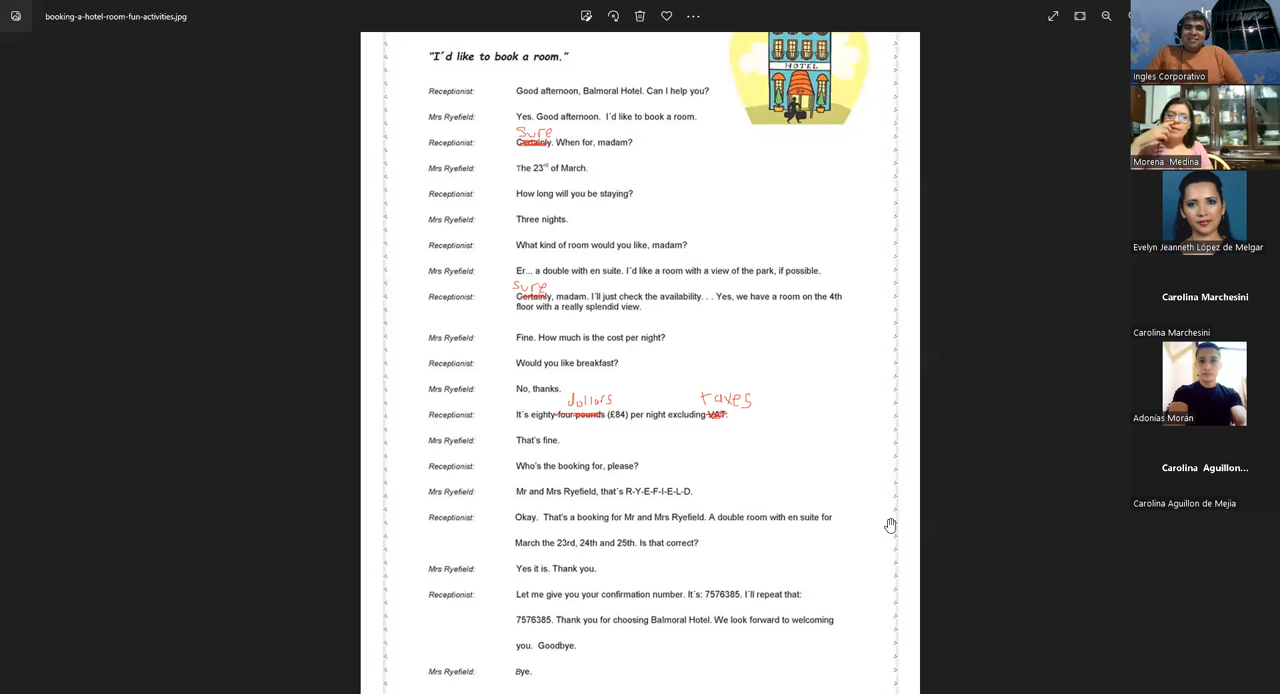 booking-a-hotel-room-fun-activities.jpg
"I´d like to book a room."
HOTEL
Receptionist: Good afternoon, Balmoral Hotel. Can I help you?
Mrs Ryefield: Yes. Good afternoon. I´d like to book a room.
sure
Receptionist: Certainly. When for, madam?
Mrs Ryefield: The 23rd of March.
Receptionist: How long will you be staying?
Mrs Ryefield: Three nights.
Receptionist: What kind of room would you like, madam?
Mrs Ryefield: Er... a double with en suite. I´d like a room with a view of the park, if possible.
sure
Receptionist: Certainly, madam. I´ll just check the availability. . . Yes, we have a room on the 4th
floor with a really splendid view.
Mrs Ryefield: Fine. How much is the cost per night?
Receptionist: Would you like breakfast?
Mrs Ryefield: No, thanks.
dollars taxes
Receptionist: It´s eighty-four pounds (£84) per night excluding VAT.
Mrs Ryefield: That's fine.
Receptionist: Who's the booking for, please?
Mrs Ryefield: Mr and Mrs Ryefield, that´s R-Y-E-F-I-E-L-D.
Receptionist: Okay. That´s a booking for Mr and Mrs Ryefield. A double room with en suite for
March the 23rd, 24th and 25th. Is that correct?
Mrs Ryefield: Yes it is. Thank you.
Receptionist: Let me give you your confirmation number. It´s: 7576385. I´ll repeat that:
7576385. Thank you for choosing Balmoral Hotel. We look forward to welcoming
you. Goodbye.
Mrs Ryefield: Bye.
Ingles Corporativo
Morena Medina
Evelyn Jeanneth López de Melgar
Carolina Marchesini
Carolina Marchesini
Adonías Morán
Carolina Aguillon...
Carolina Aguillon de Mejia